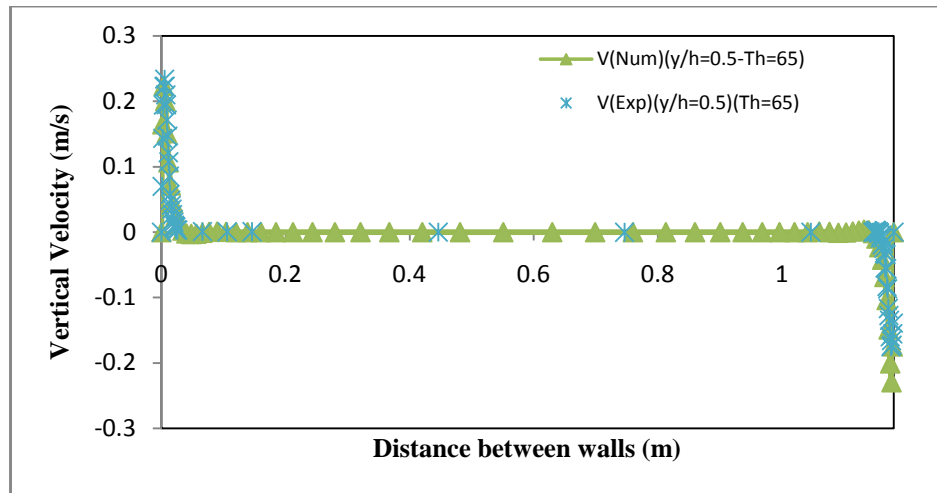 0.3
0.2
0.1
0
-0.1
-0.2
-0.3
Vertical Velocity (m/s)
V(Num)(y/h=0.5-Th=65)
V(Exp)(y/h=0.5)(Th=65)
0 0.2 0.4 0.6 0.8 1
Distance between walls (m)